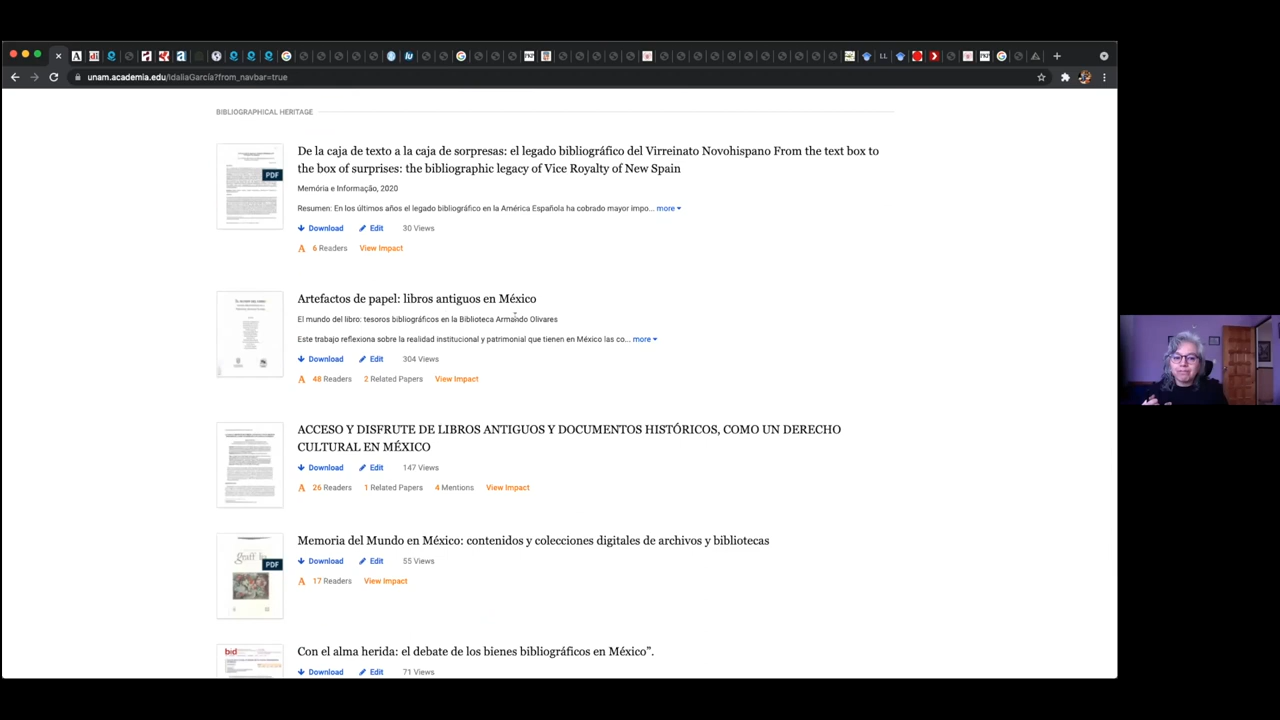 unam.academia.edu/IdaliaGarcía?from_navbar=true
BIBLIOGRAPHICAL HERITAGE
De la caja de texto a la caja de sorpresas: el legado bibliográfico del Virreinato Novohispano From the text box to
the box of surprises: the bibliographic legacy of Vice Royalty of New Spain
PDF
Memória e Informação, 2020
Resumen: En los últimos años el legado bibliográfico en la América Española ha cobrado mayor impo... more
Download Edit 30 Views
6 Readers View Impact
Artefactos de papel: libros antiguos en México
El mundo del libro: tesoros bibliográficos en la Biblioteca Armando Olivares
Este trabajo reflexiona sobre la realidad institucional y patrimonial que tienen en México las co... more
Download Edit 304 Views
48 Readers 2 Related Papers View Impact
ACCESO Y DISFRUTE DE LIBROS ANTIGUOS Y DOCUMENTOS HISTORICOS, COMO UN DERECHO
CULTURAL EN MÉXICO
Download Edit 147 Views
26 Readers 1 Related Papers 4 Mentions View Impact
Memoria del Mundo en México: contenidos y colecciones digitales de archivos y bibliotecas
PDF
Download Edit 55 Views
17 Readers View Impact
Con el alma herida: el debate de los bienes bibliográficos en México”.
bid
Download Edit 71 Views